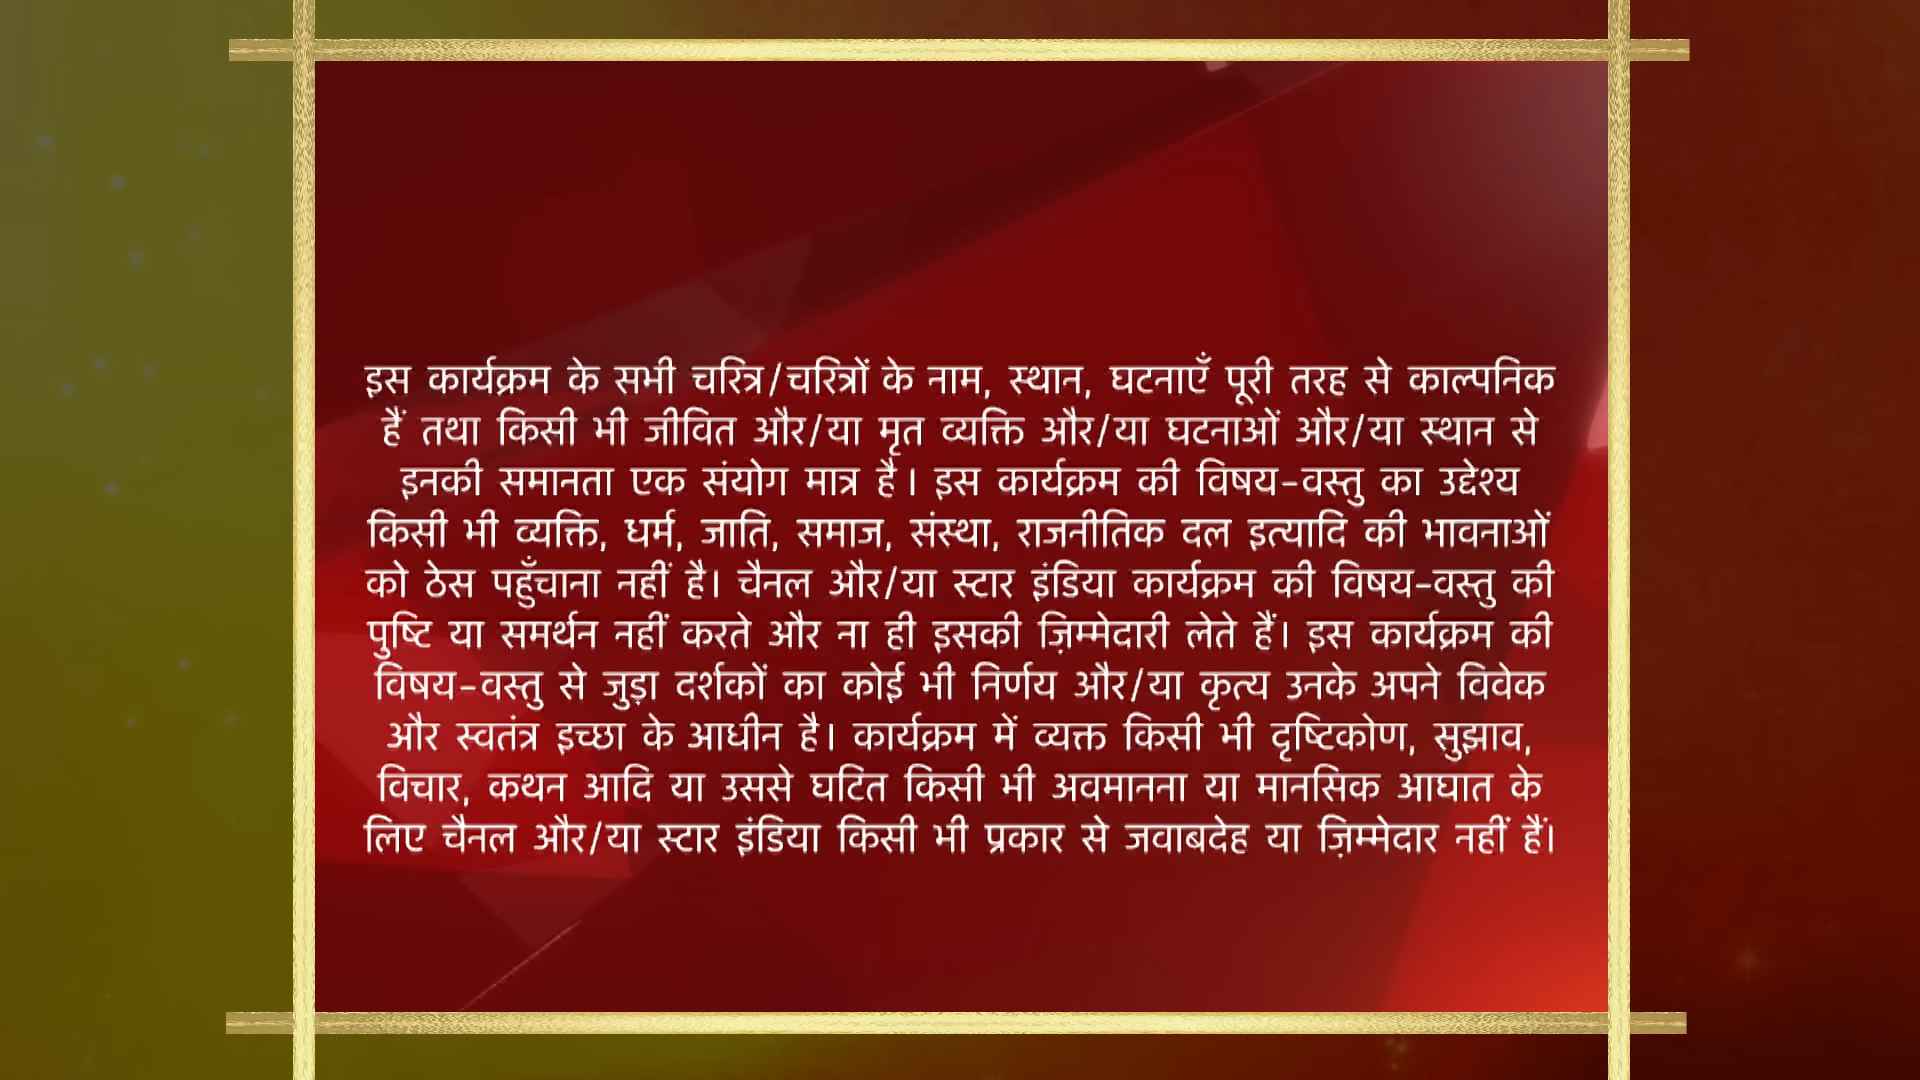 इस कार्यक्रम के सभी चरित्र/चरित्रों के नाम, स्थान, घटनाएँ पूरी तरह से काल्पनिक
हैं तथा किसी भी जीवित और/या मृत व्यक्ति और/या घटनाओं और/या स्थान से
इनकी समानता एक संयोग मात्र है। इस कार्यक्रम की विषय-वस्तु का उद्देश्य
किसी भी व्यक्ति, धर्म, जाति, समाज, संस्था, राजनीतिक दल इत्यादि की भावनाओं
को ठेस पहुँचाना नहीं है। चैनल और/या स्टार इंडिया कार्यक्रम की विषय-वस्तु की
पुष्टि या समर्थन नहीं करते और ना ही इसकी ज़िम्मेदारी लेते हैं। इस कार्यक्रम की
विषय-वस्तु से जुड़ा दर्शकों का कोई भी निर्णय और/या कृत्य उनके अपने विवेक
और स्वतंत्र इच्छा के आधीन है। कार्यक्रम में व्यक्त किसी भी दृष्टिकोण, सुझाव,
विचार, कथन आदि या उससे घटित किसी भी अवमानना या मानसिक आघात के
लिए चैनल और/या स्टार इंडिया किसी भी प्रकार से जवाबदेह या ज़िम्मेदार नहीं हैं।